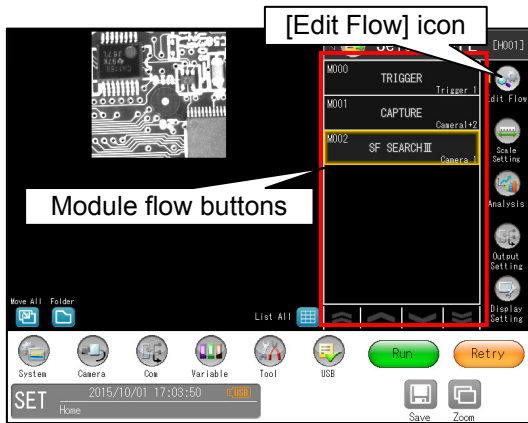 [Edit Flow] icon
[H001]
M000
TRIGGER
Trigger 1
M001
CAPTURE
Camera1+2
M002
SF SEARCHⅢ
Camera 1
Module flow buttons
dit Flow
Scale
Setting
Analysis
Output
Setting
Display
Setting
Move All Folder
List All
System Camera Com Variable Tool USB
Run
Retry
SET
2015/10/01 17:03:50
USB1
Home
Save Zoom